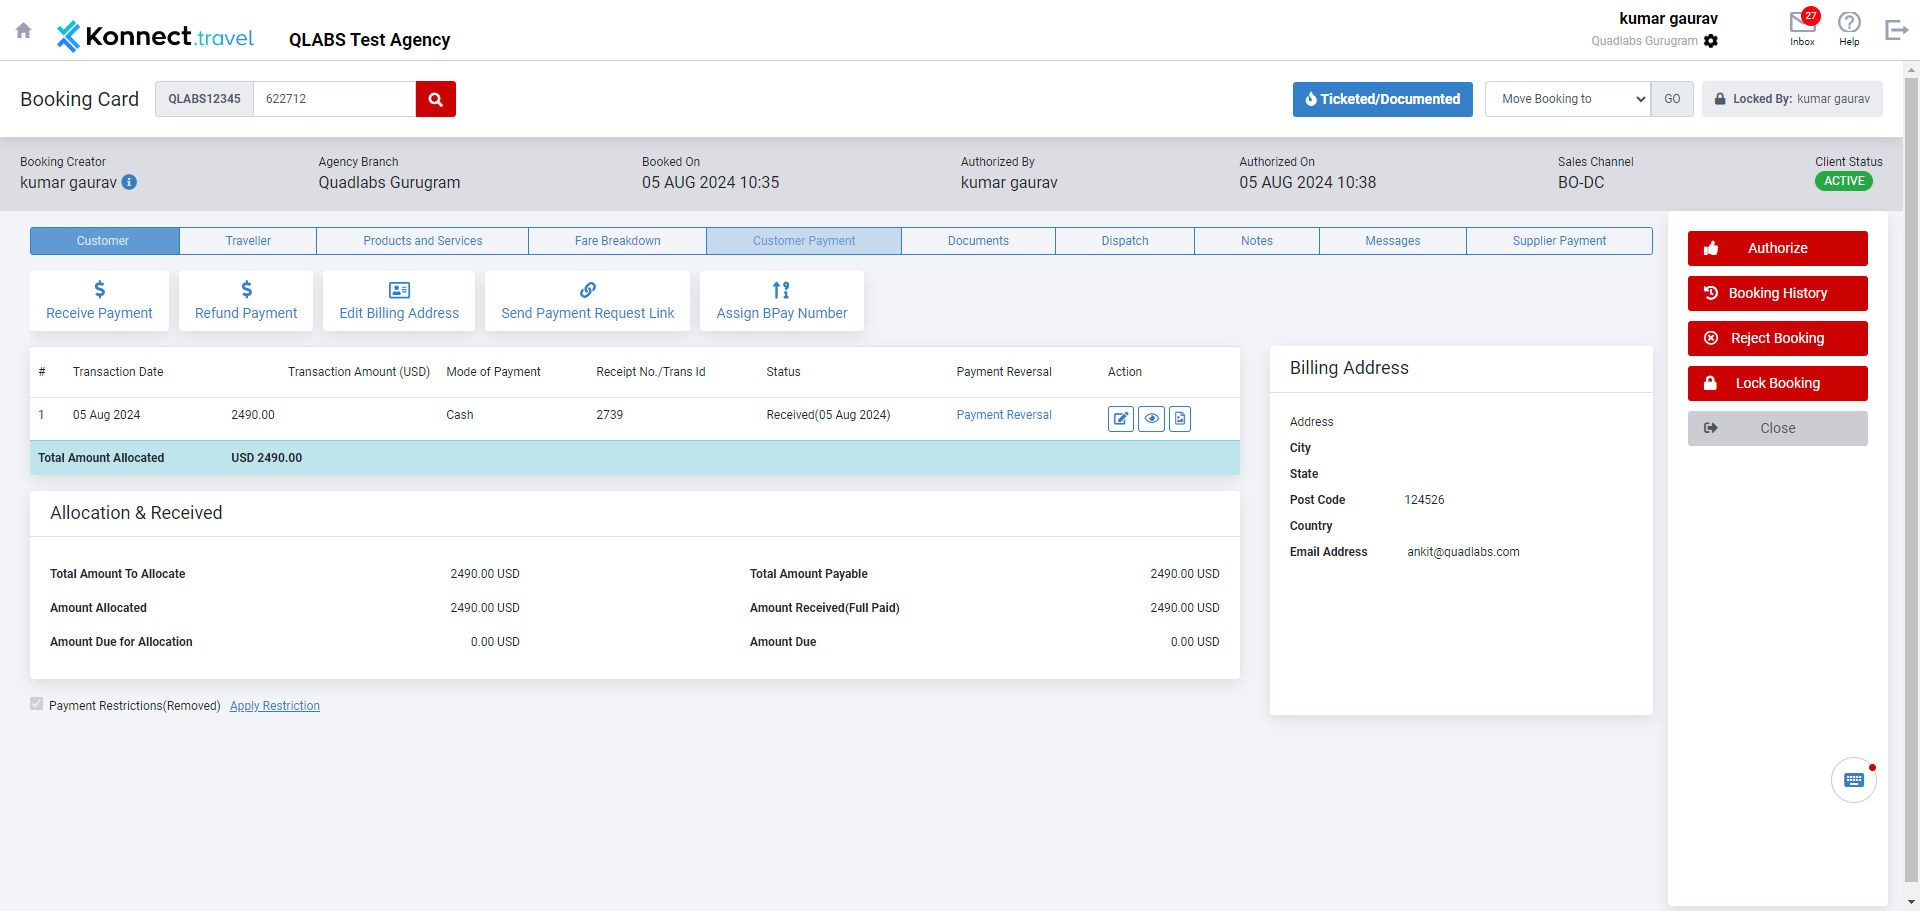 Konnect.travel
QLABS Test Agency
kumar gaurav
Quadlabs Gurugram
27
Inbox
Help
Booking Card
QLABS12345
622712
Ticketed/Documented
Move Booking to
GO
Locked By: kumar gaurav
Booking Creator
kumar gaurav
Agency Branch
Quadlabs Gurugram
Booked On
05 AUG 2024 10:35
Authorized By
kumar gaurav
Authorized On
05 AUG 2024 10:38
Sales Channel
BO-DC
Client Status
ACTIVE
Customer
Traveller
Products and Services
Fare Breakdown
Customer Payment
Documents
Dispatch
Notes
Messages
Supplier Payment
Receive Payment
Refund Payment
Edit Billing Address
Send Payment Request Link
Assign BPay Number
# Transaction Date Transaction Amount (USD) Mode of Payment Receipt No./Trans Id Status Payment Reversal Action
1 05 Aug 2024 2490.00 Cash 2739 Received(05 Aug 2024) Payment Reversal
Total Amount Allocated USD 2490.00
Allocation & Received
Total Amount To Allocate 2490.00 USD
Amount Allocated 2490.00 USD
Amount Due for Allocation 0.00 USD
Total Amount Payable 2490.00 USD
Amount Received(Full Paid) 2490.00 USD
Amount Due 0.00 USD
Payment Restrictions(Removed) Apply Restriction
Billing Address
Address
City
State
Post Code 124526
Country
Email Address ankit@quadlabs.com
Authorize
Booking History
Reject Booking
Lock Booking
Close